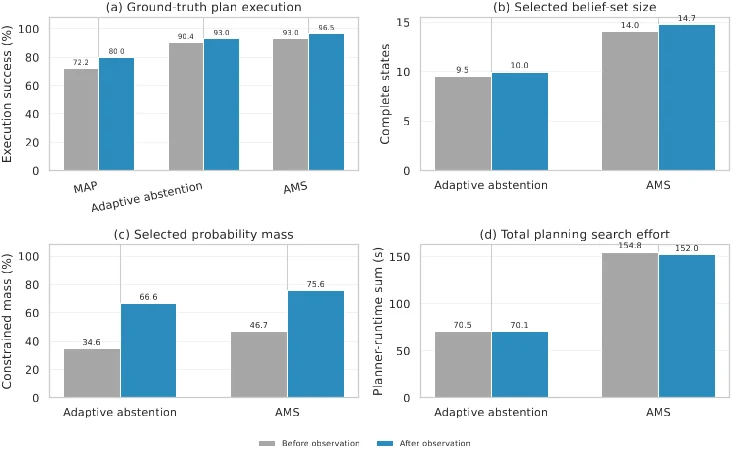 (a) Ground-truth plan execution
Execution success (%)
100
80
60
40
20
0
72.2
80.0
90.4
93.0
93.0
96.5
MAP
Adaptive abstention
AMS
(b) Selected belief-set size
Complete states
15
10
5
0
9.5
10.0
14.0
14.7
Adaptive abstention
AMS
(c) Selected probability mass
Constrained mass (%)
100
80
60
40
20
0
34.6
66.6
46.7
75.6
Adaptive abstention
AMS
(d) Total planning search effort
Planner-runtime sum (s)
150
100
50
0
70.5
70.1
154.8
152.0
Adaptive abstention
AMS
Before observation
After observation